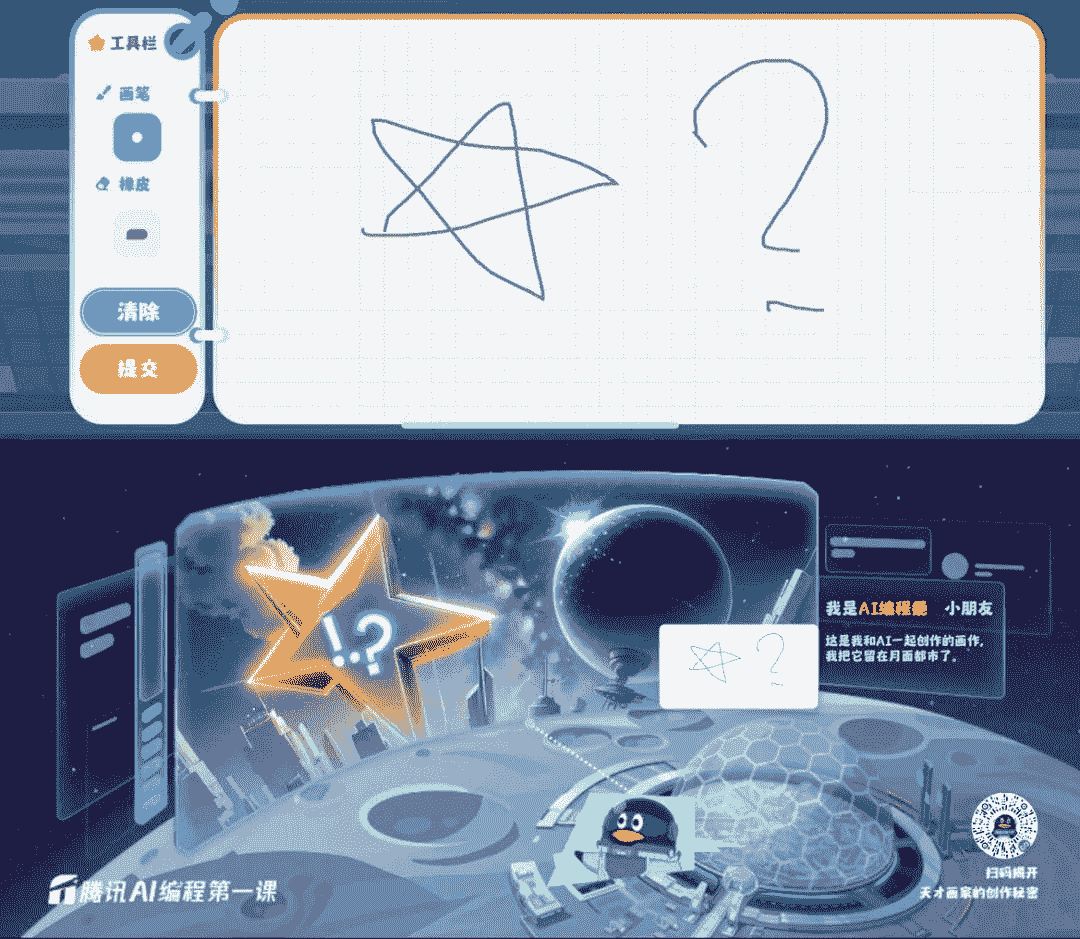 工具栏
画笔
橡皮
清除
提交
?
!.?
?
我是AI编程最 小朋友
这是我和AI一起创作的画作,
我把它留在月面都市了。
腾讯AI编程第一课
扫码揭开
天才画家的创作秘密